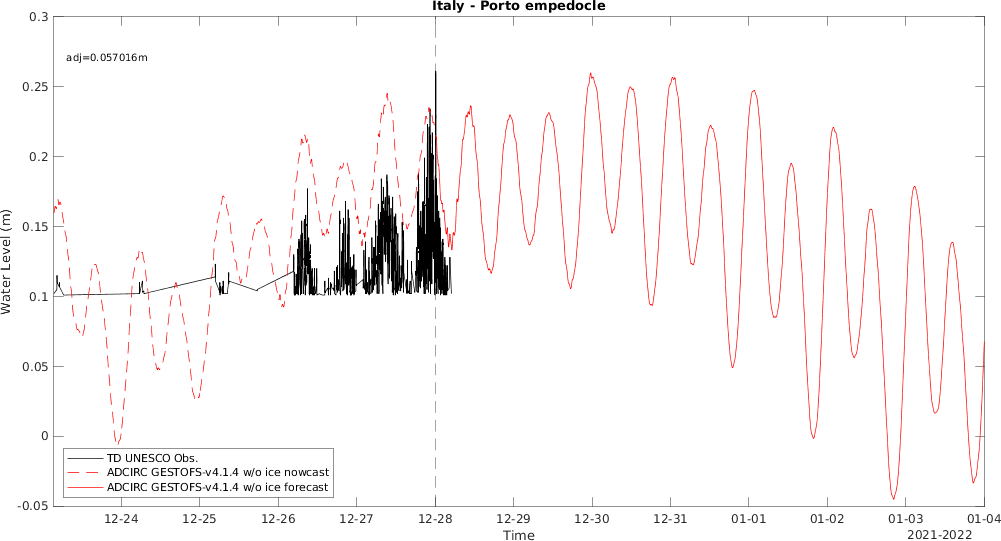 Italy - Porto empedocle
0.3
adj=0.057016m
0.25
0.2
0.15
0.1
0.05
0
-0.05
Water Level (m)
TD UNESCO Obs.
ADCIRC GESTOFS-v4.1.4 w/o ice nowcast
ADCIRC GESTOFS-v4.1.4 w/o ice forecast
12-24 12-25 12-26 12-27 12-28 12-29 12-30 12-31 01-01 01-02 01-03 01-04
Time
2021-2022